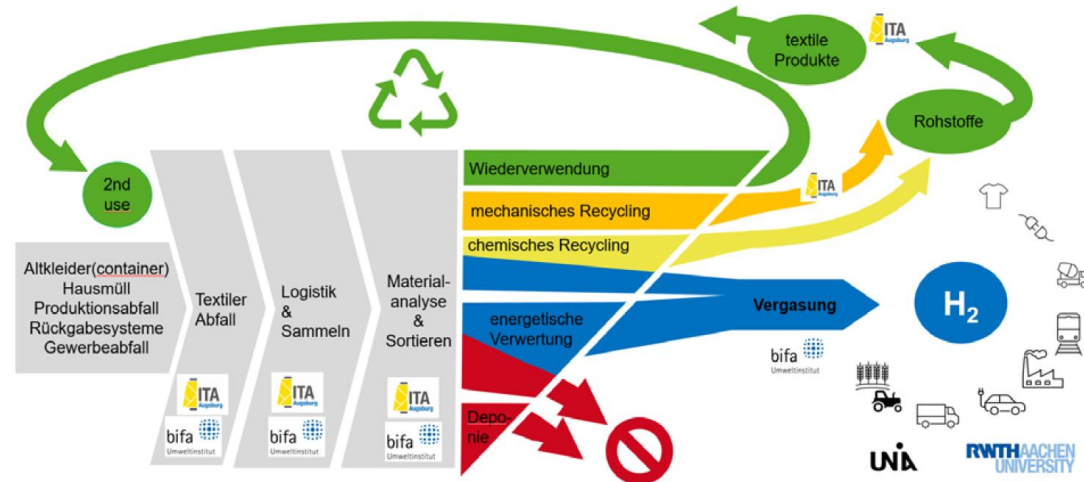 textile
Produkte
ITA
Augsburg
Rohstoffe
2nd
use
Wiederverwendung
ITA
Augsburg
mechanisches Recycling
chemisches Recycling
Altkleider(container)
Hausmüll
Produktionsabfall
Rückgabesysteme
Gewerbeabfall
Textiler
Abfall
Logistik
&
Sammeln
Material-
analyse
&
Sortieren
energetische
Verwertung
Vergasung
H₂
bifa
Umweltinstitut
ITA
Augsburg
bifa
Umweltinstitut
ITA
Augsburg
bifa
Umweltinstitut
ITA
Augsburg
bifa
Umweltinstitut
Depo-
nie
UNIA
RWTHAACHEN
UNIVERSITY